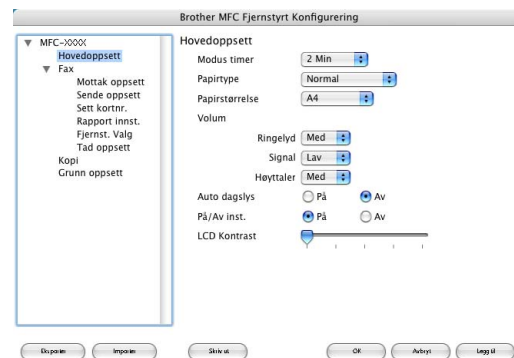 Brother MFC Fjernstyrt Konfigurering
MFC-XXXX
Hovedoppsett
Fax
Mottak oppsett
Sende oppsett
Sett kortnr.
Rapport innst.
Fjernst. Valg
Tad oppsett
Kopi
Grunn oppsett
Hovedoppsett
Modus timer 2 Min
Papirtype Normal
Papirstørrelse A4
Volum
Ringelyd Med
Signal Lav
Høyttaler Med
Auto dagslys På Av
På/Av inst. På Av
LCD Kontrast
Eksporter Importer Skriv ut OK Avbryt Legg til